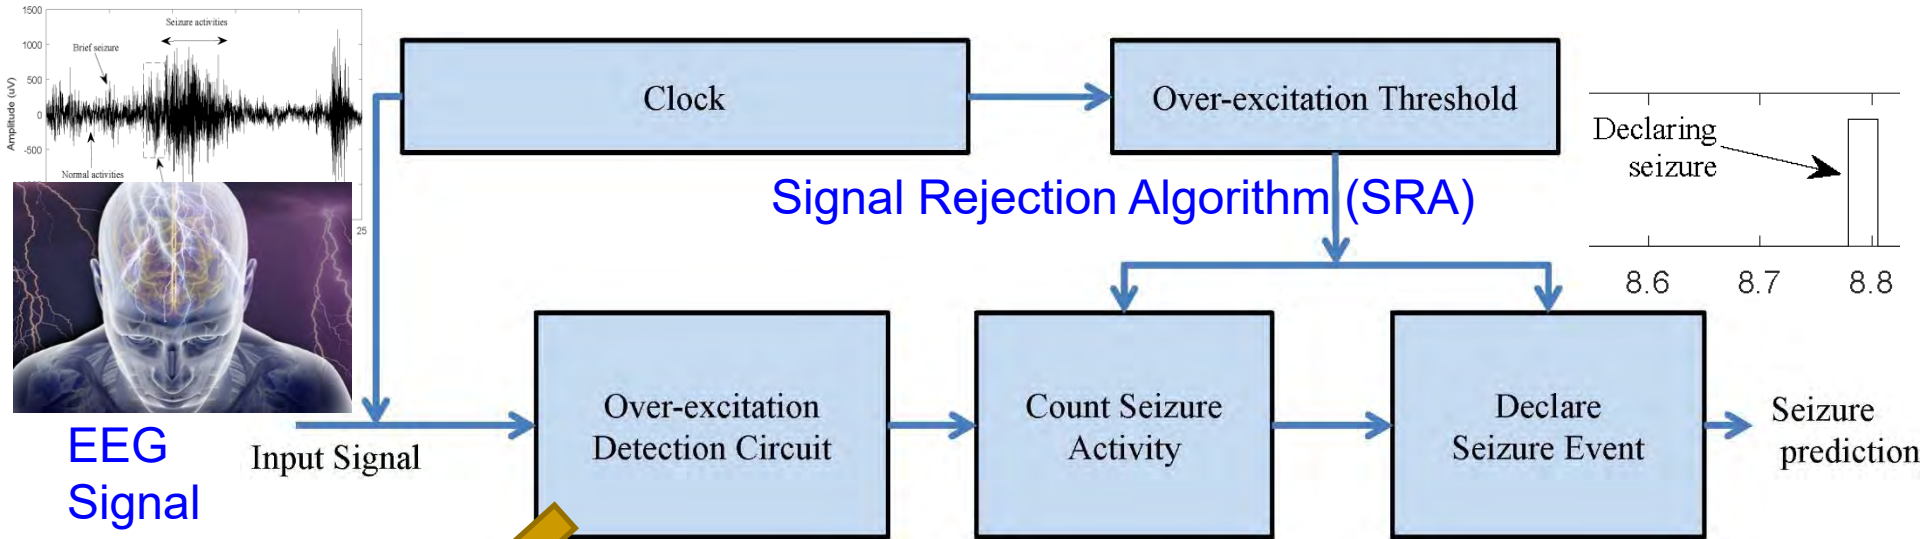 1500
1000
500
0
-500
Amplitude (uV)
Seizure activities
Brief seizure
Normal activities
25
Clock
Over-excitation Threshold
Signal Rejection Algorithm (SRA)
Declaring
seizure
8.6 8.7 8.8
EEG
Signal
Input Signal
Over-excitation
Detection Circuit
Count Seizure
Activity
Declare
Seizure Event
Seizure
prediction